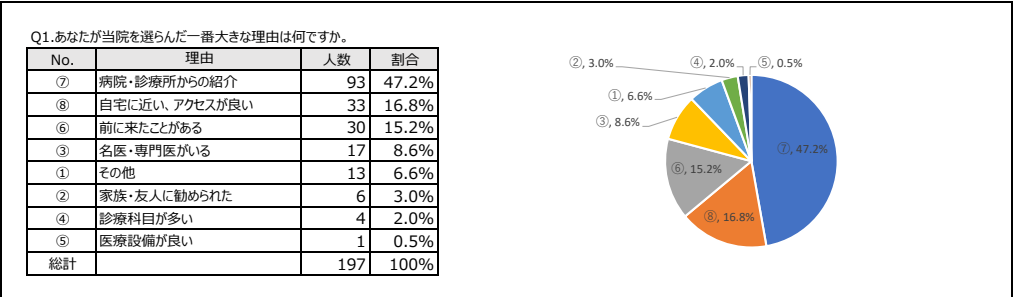 Q1.あなたが当院を選らんだ一番大きな理由は何ですか。
No. 理由 人数 割合
⑦ 病院・診療所からの紹介 93 47.2%
⑧ 自宅に近い、アクセスが良い 33 16.8%
⑥ 前に来たことがある 30 15.2%
③ 名医・専門医がいる 17 8.6%
① その他 13 6.6%
② 家族・友人に勧められた 6 3.0%
④ 診療科目が多い 4 2.0%
⑤ 医療設備が良い 1 0.5%
総計 197 100%
②, 3.0%
④, 2.0%
⑤, 0.5%
①, 6.6%
③, 8.6%
⑦, 47.2%
⑥, 15.2%
⑧, 16.8%